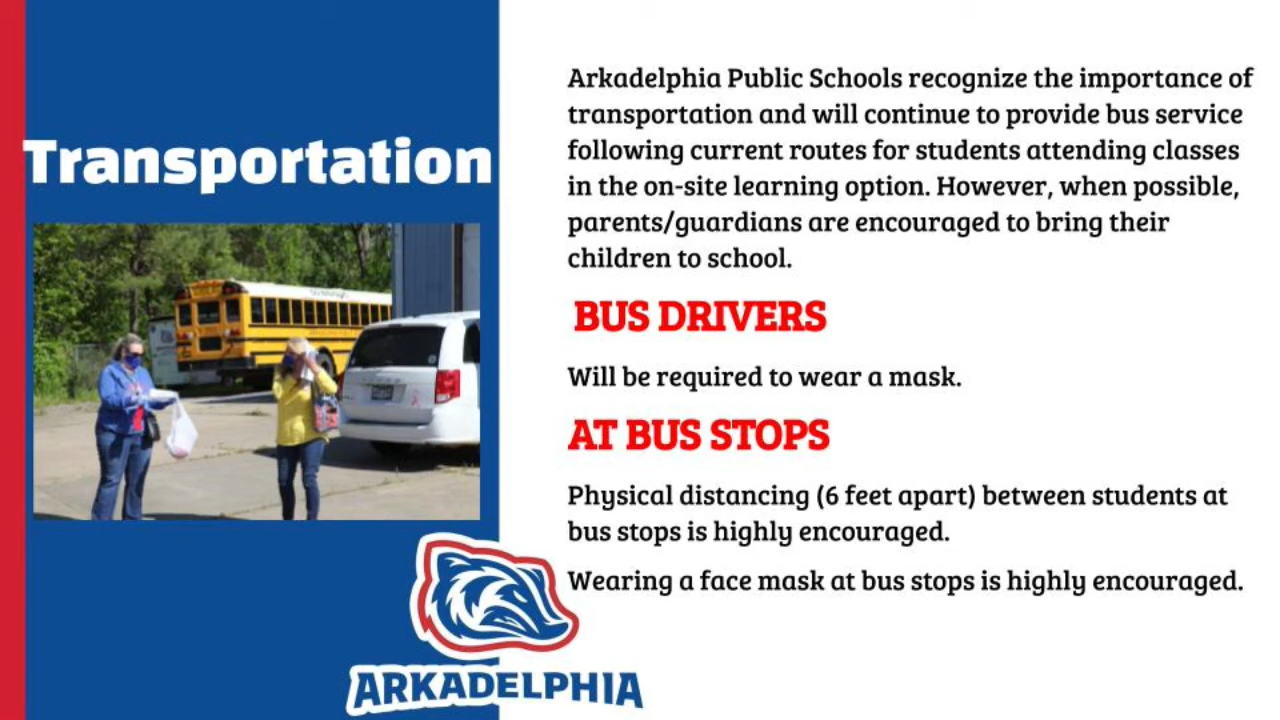 Transportation
Arkadelphia Public Schools recognize the importance of
transportation and will continue to provide bus service
following current routes for students attending classes
in the on-site learning option. However, when possible,
parents/guardians are encouraged to bring their
children to school.
BUS DRIVERS
Will be required to wear a mask.
AT BUS STOPS
Physical distancing (6 feet apart) between students at
bus stops is highly encouraged.
Wearing a face mask at bus stops is highly encouraged.
ARKADELPHIA